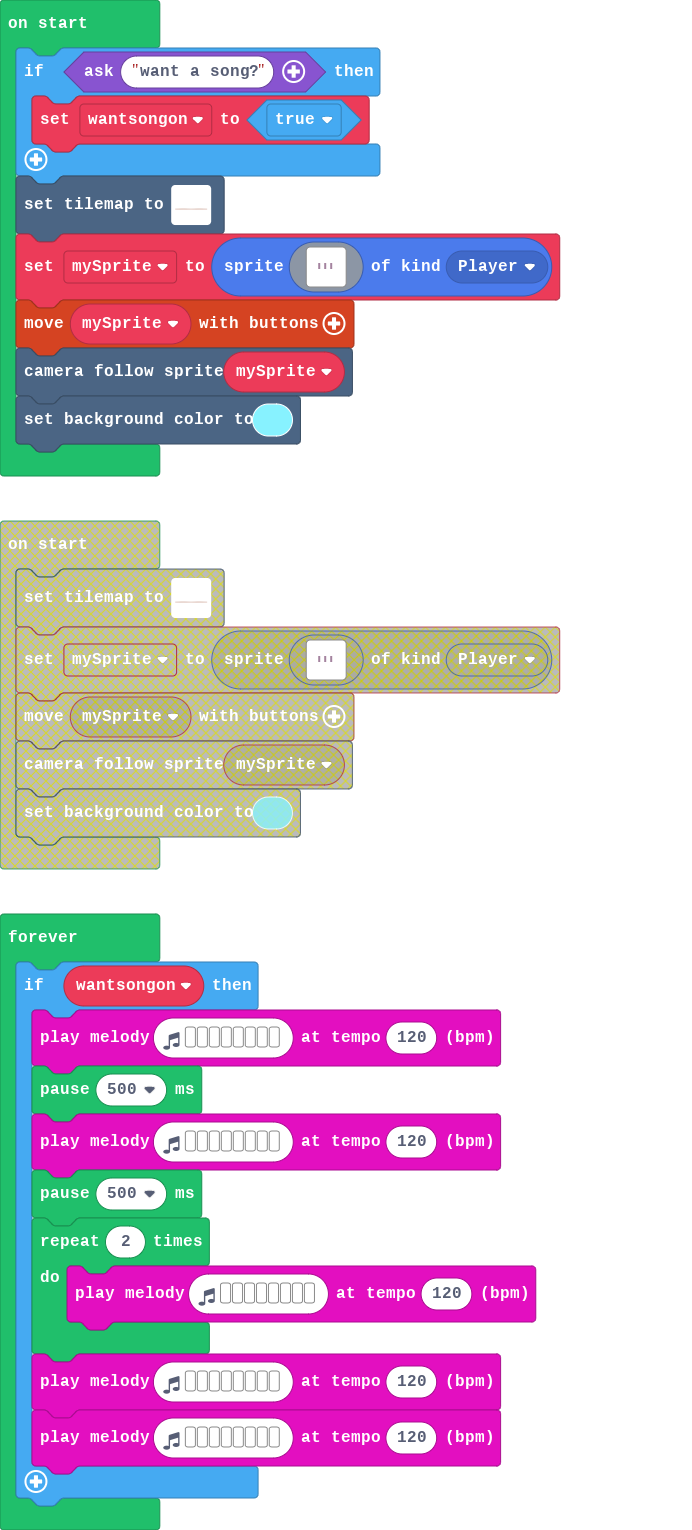 on start
if ask "want a song?" then
set wantsongon to true
set tilemap to
set mySprite to sprite of kind Player
move mySprite with buttons
camera follow sprite mySprite
set background color to
on start
set tilemap to
set mySprite to sprite of kind Player
move mySprite with buttons
camera follow sprite mySprite
set background color to
forever
if wantsongon then
play melody at tempo 120 (bpm)
pause 500 ms
play melody at tempo 120 (bpm)
pause 500 ms
repeat 2 times
do play melody at tempo 120 (bpm)
play melody at tempo 120 (bpm)
play melody at tempo 120 (bpm)